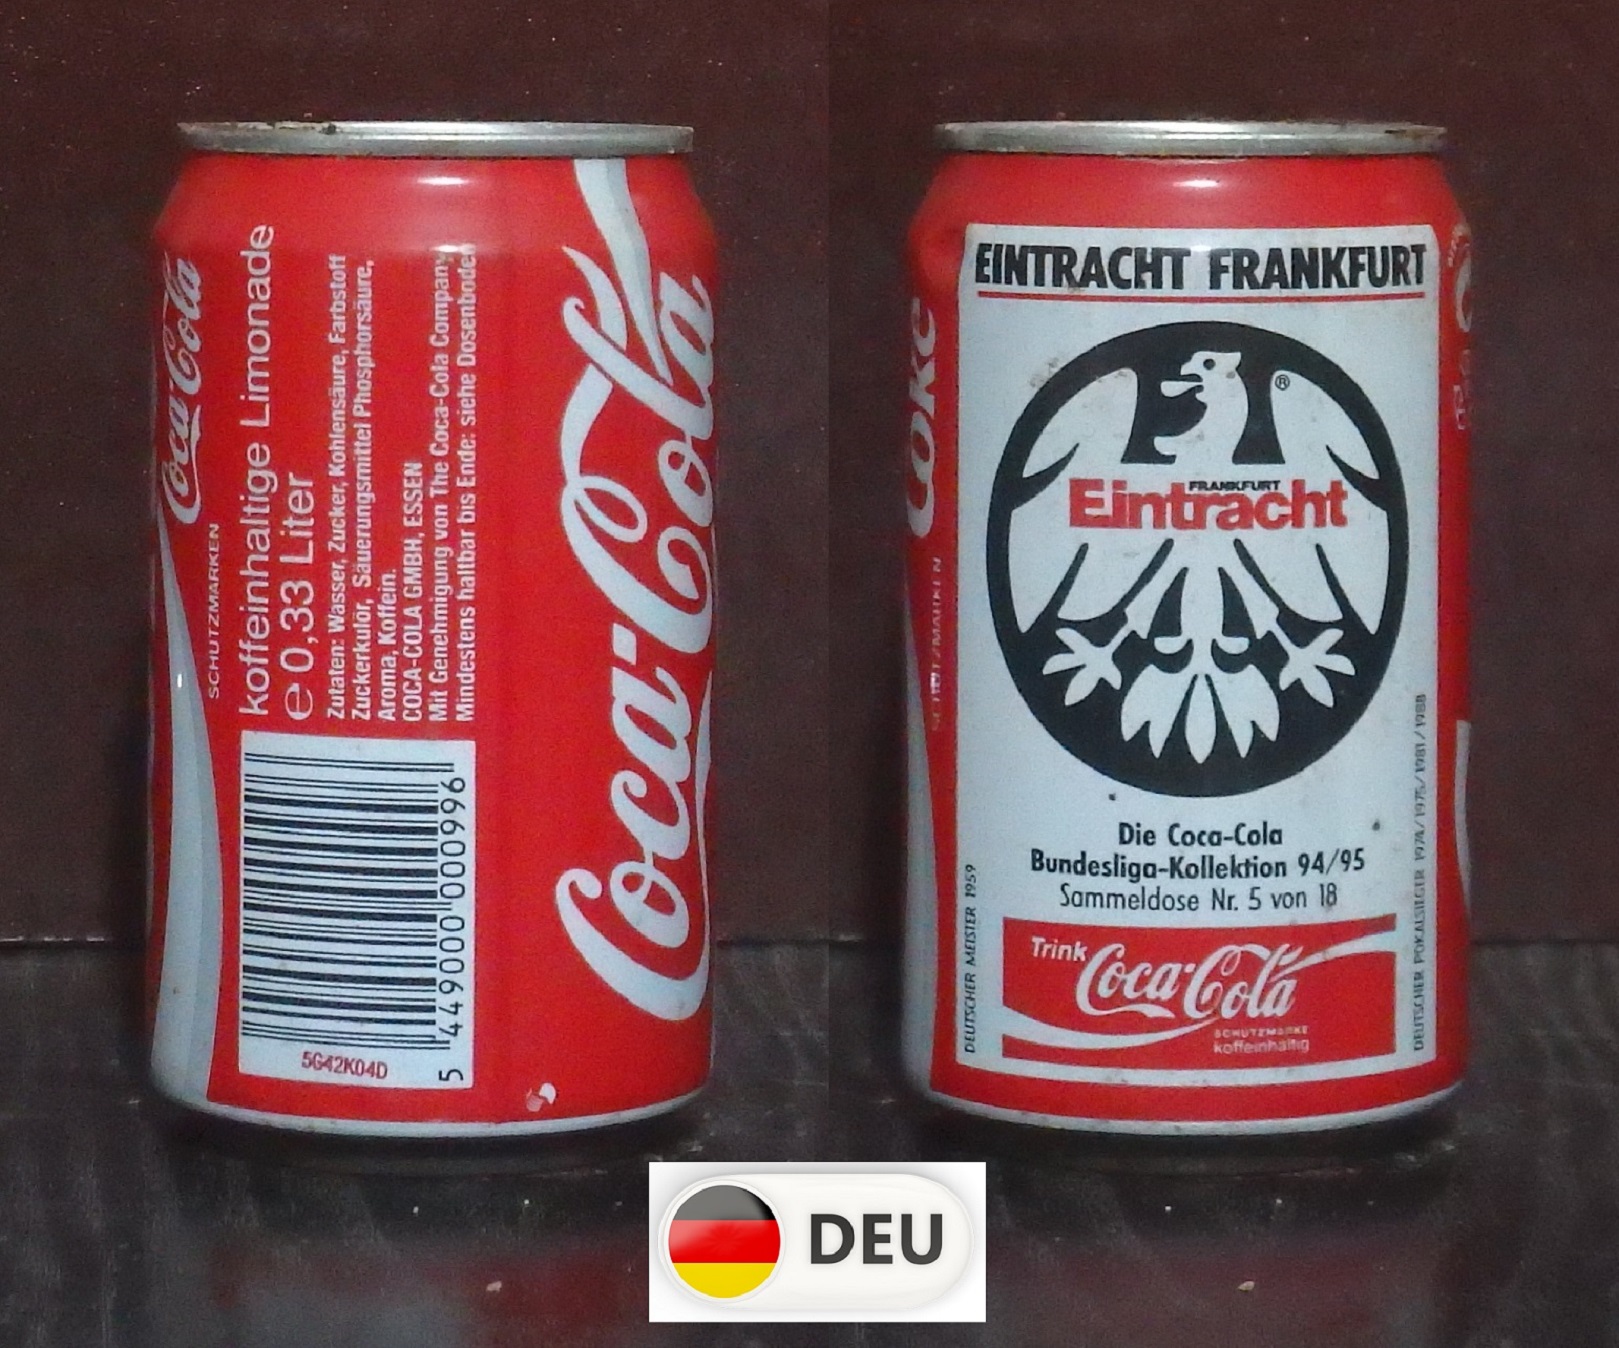 Coca-Cola
SCHUTZMARKEN
koffeinhaltige Limonade
e 0,33 Liter
Zutaten: Wasser, Zucker, Kohlensäure, Farbstoff
Zuckerkulör, Säuerungsmittel Phosphorsäure,
Aroma, Koffein.
COCA-COLA GMBH, ESSEN
Mit Genehmigung von The Coca-Cola Company
Mindestens haltbar bis Ende: siehe Dosenboden
5 449000 000996
5G42K04D
Coca-Cola
Coke
SCHUTZMARKEN
EINTRACHT FRANKFURT
®
FRANKFURT
Eintracht
Die Coca-Cola
Bundesliga-Kollektion 94/95
Sammeldose Nr. 5 von 18
DEUTSCHER MEISTER 1959
DEUTSCHER POKALSIEGER 1974/1975/1981/1988
Trink
Coca-Cola
SCHUTZMARKE
koffeinhaltig
DEU